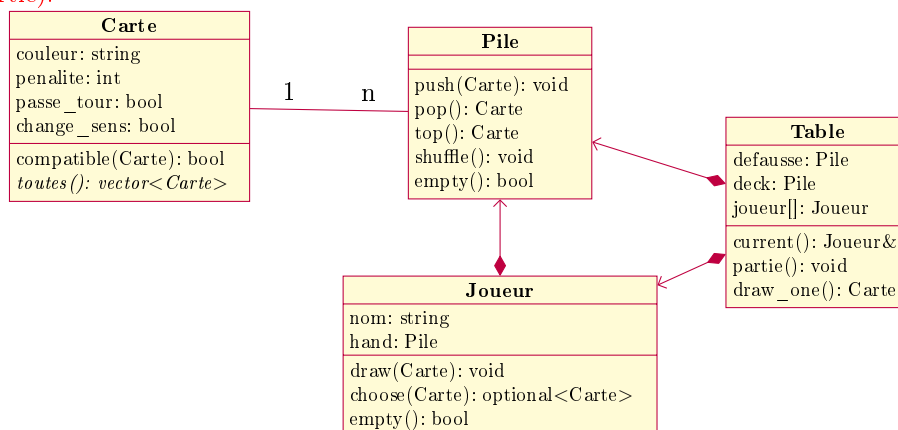 Carte
couleur: string
penalite: int
passe_tour: bool
change_sens: bool
compatible(Carte): bool
toutes(): vector<Carte>
1
n
Pile
push(Carte): void
pop(): Carte
top(): Carte
shuffle(): void
empty(): bool
Table
defausse: Pile
deck: Pile
joueur[]: Joueur
current(): Joueur&
partie(): void
draw_one(): Carte
Joueur
nom: string
hand: Pile
draw(Carte): void
choose(Carte): optional<Carte>
empty(): bool